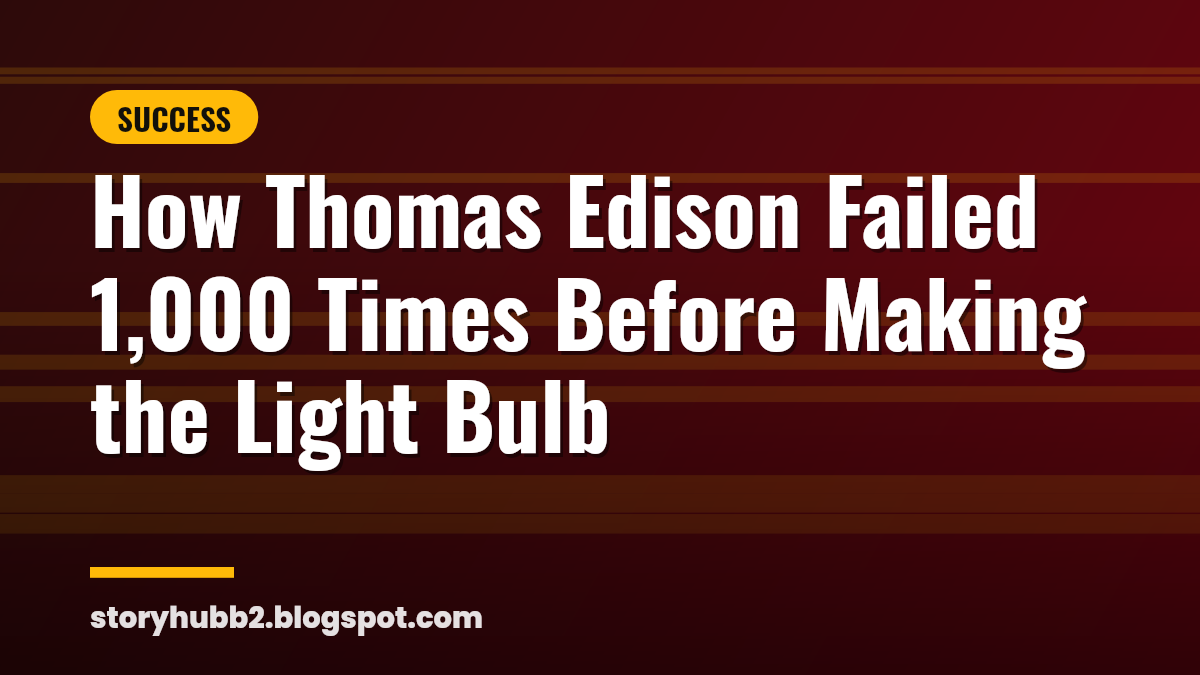 SUCCESS
How Thomas Edison Failed
1,000 Times Before Making
the Light Bulb
storyhubb2.blogspot.com